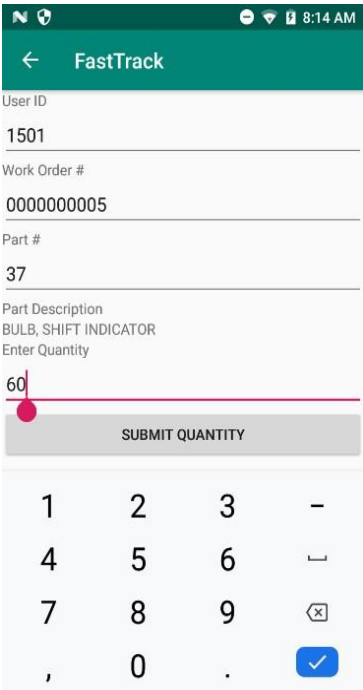 8:14 AM
FastTrack
User ID
1501
Work Order #
0000000005
Part #
37
Part Description
BULB, SHIFT INDICATOR
Enter Quantity
60
SUBMIT QUANTITY
1 2 3 -
4 5 6
7 8 9
, 0 .